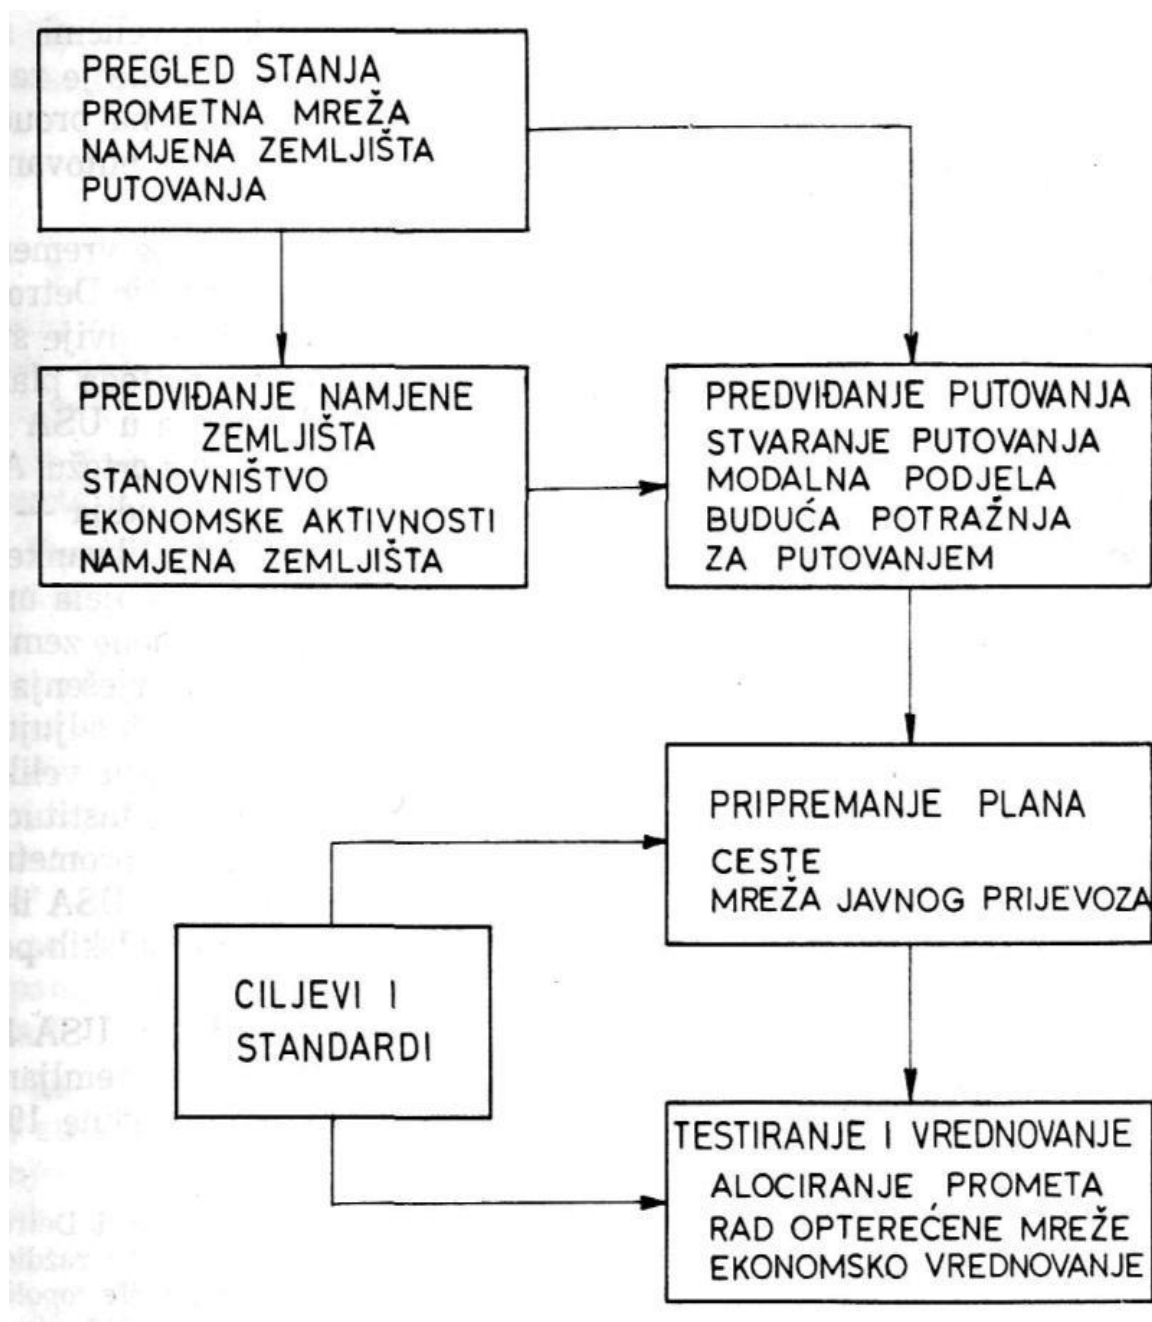 PREGLED STANJA
PROMETNA MREŽA
NAMJENA ZEMLJIŠTA
PUTOVANJA
PREDVIĐANJE NAMJENE
ZEMLJIŠTA
STANOVNIŠTVO
EKONOMSKE AKTIVNOSTI
NAMJENA ZEMLJIŠTA
PREDVIĐANJE PUTOVANJA
STVARANJE PUTOVANJA
MODALNA PODJELA
BUDUĆA POTRAŽNJA
ZA PUTOVANJEM
PRIPREMANJE PLANA
CESTE
MREŽA JAVNOG PRIJEVOZA
CILJEVI I
STANDARDI
TESTIRANJE I VREDNOVANJE
ALOCIRANJE PROMETA
RAD OPTEREĆENE MREŽE
EKONOMSKO VREDNOVANJE